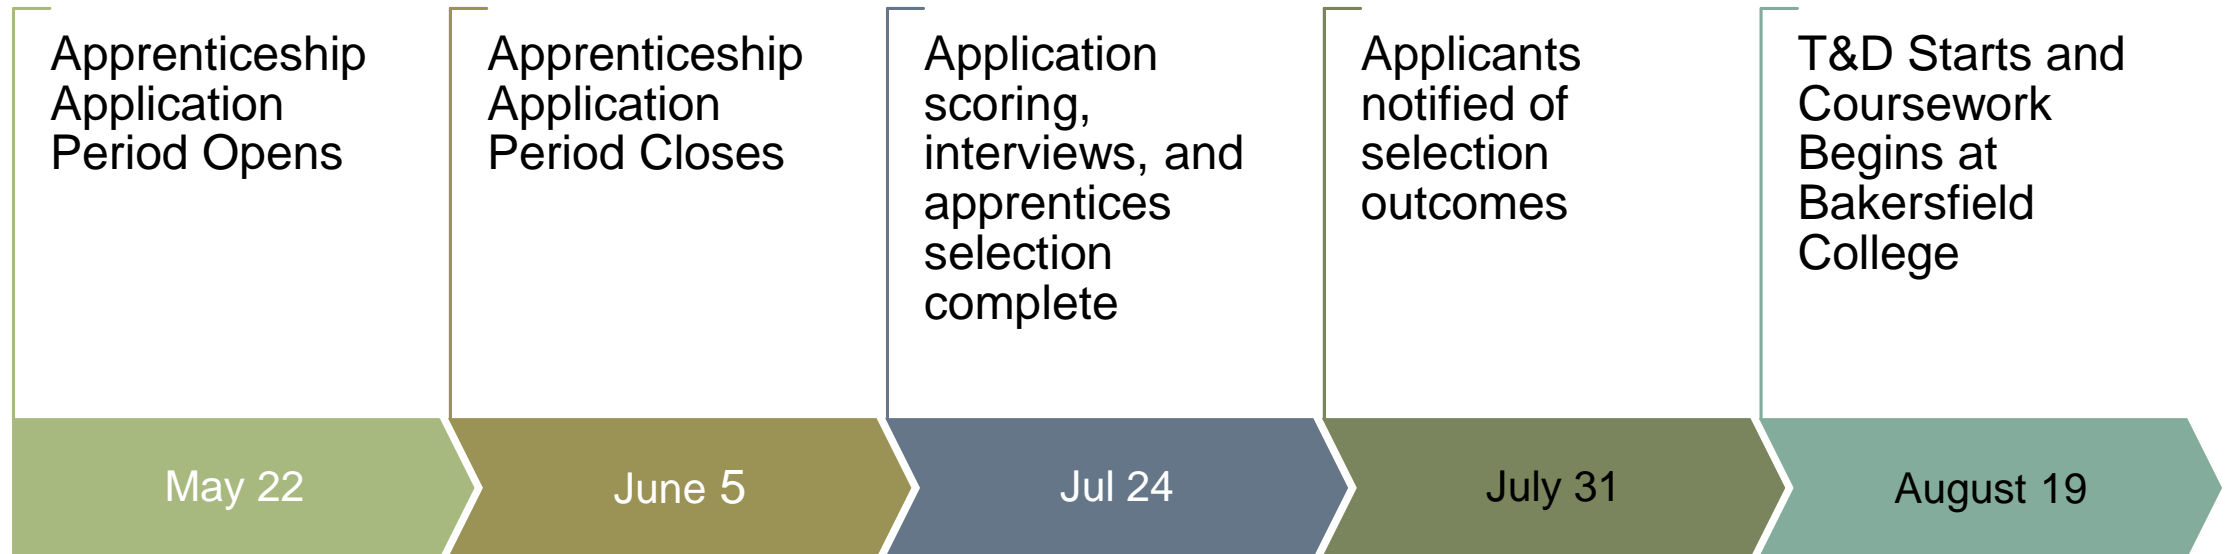 Apprenticeship
Application
Period Opens
May 22
Apprenticeship
Application
Period Closes
June 5
Application
scoring,
interviews, and
apprentices
selection
complete
Jul 24
Applicants
notified of
selection
outcomes
July 31
T&D Starts and
Coursework
Begins at
Bakersfield
College
August 19